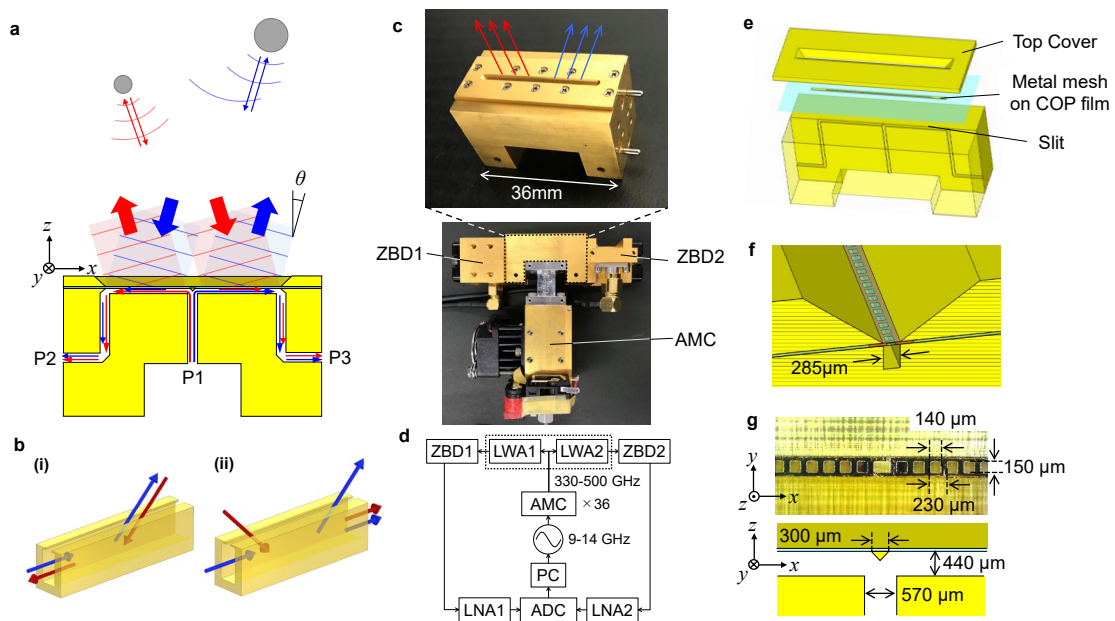 a
θ
z
y
x
P2
P1
P3
b
(i)
(ii)
c
36mm
ZBD1
ZBD2
AMC
d
ZBD1
LWA1
LWA2
ZBD2
330-500 GHz
AMC
×36
9-14 GHz
PC
LNA1
ADC
LNA2
e
Top Cover
Metal mesh
on COP film
Slit
f
285µm
g
140 µm
y
150 µm
z
x
230 µm
z
300 µm
y
x
440 µm
570 µm